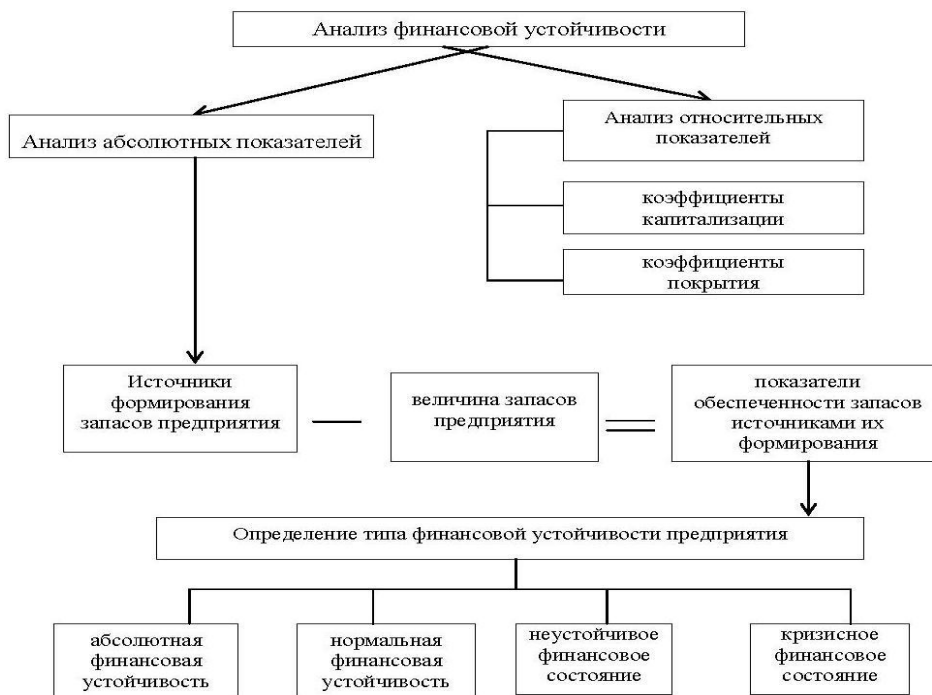 Анализ финансовой устойчивости
Анализ абсолютных показателей
Анализ относительных
показателей
коэффициенты
капитализации
коэффициенты
покрытия
Источники
формирования
запасов предприятия
величина запасов
предприятия
показатели
обеспеченности запасов
источниками их
формирования
Определение типа финансовой устойчивости предприятия
абсолютная
финансовая
устойчивость
нормальная
финансовая
устойчивость
неустойчивое
финансовое
состояние
кризисное
финансовое
состояние